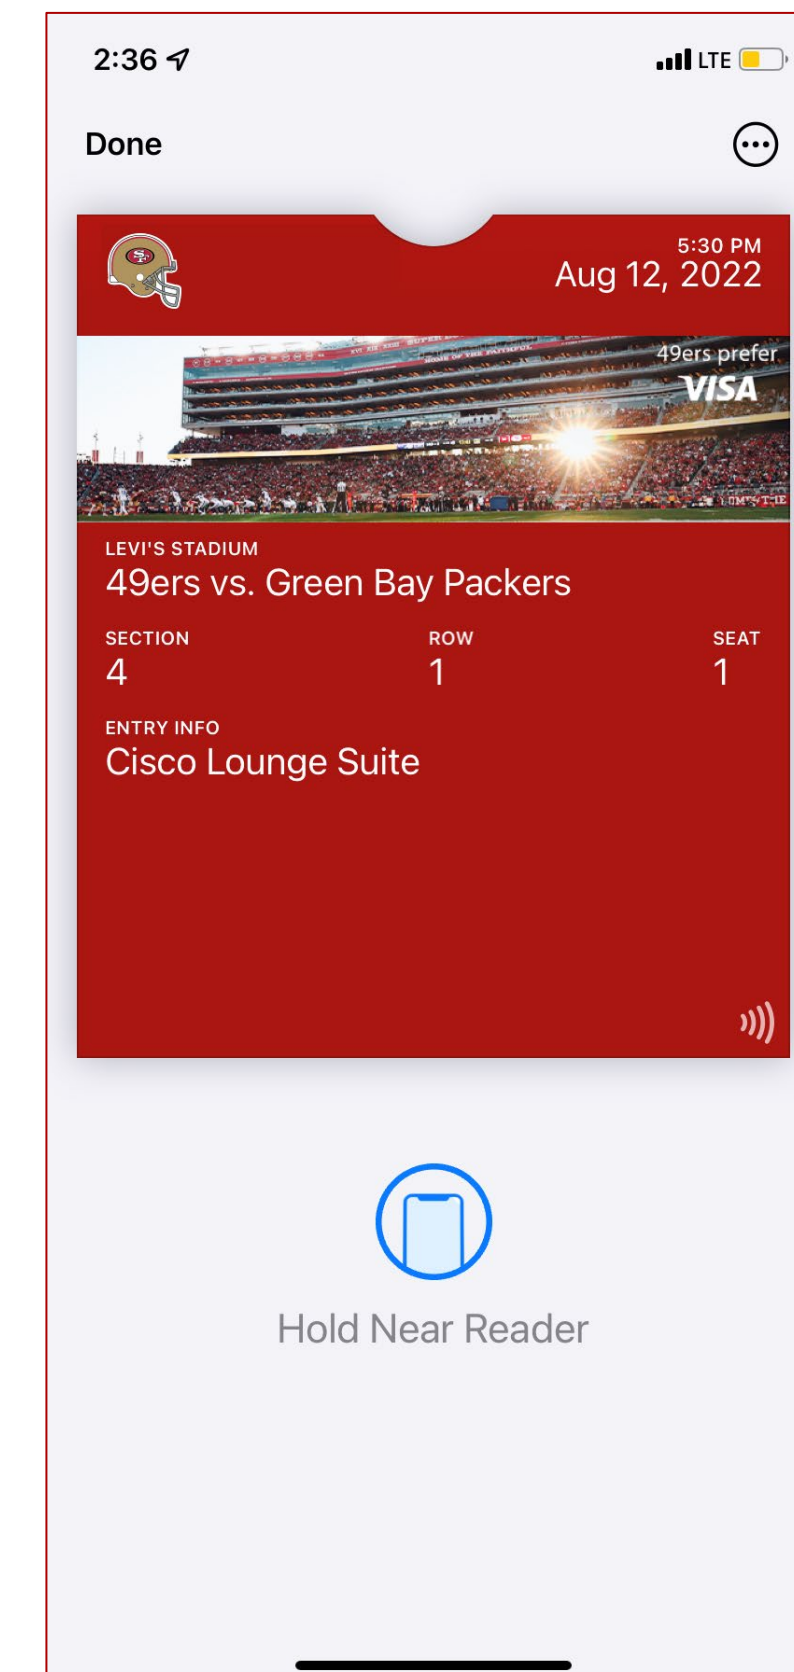 2:36
LTE
Done
5:30 PM
Aug 12, 2022
49ers prefer
VISA
LEVI'S STADIUM
49ers vs. Green Bay Packers
SECTION ROW SEAT
4 1 1
ENTRY INFO
Cisco Lounge Suite
Hold Near Reader